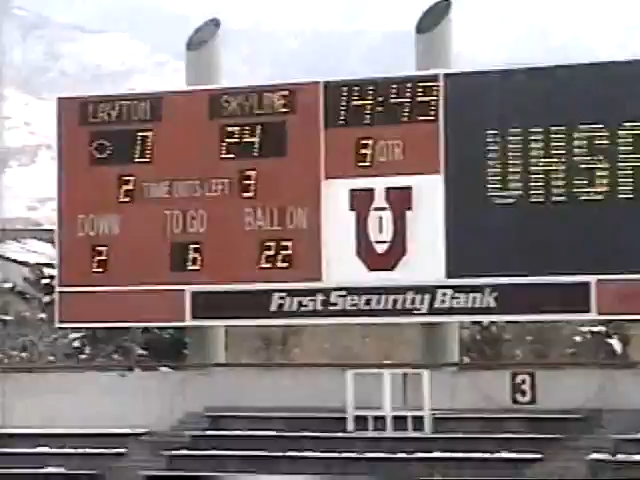 LAYTON SKYLINE 14:49
0 24 3 QTR
2 TIME OUTS LEFT 3
DOWN TO GO BALL ON
2 6 22
U
First Security Bank
3